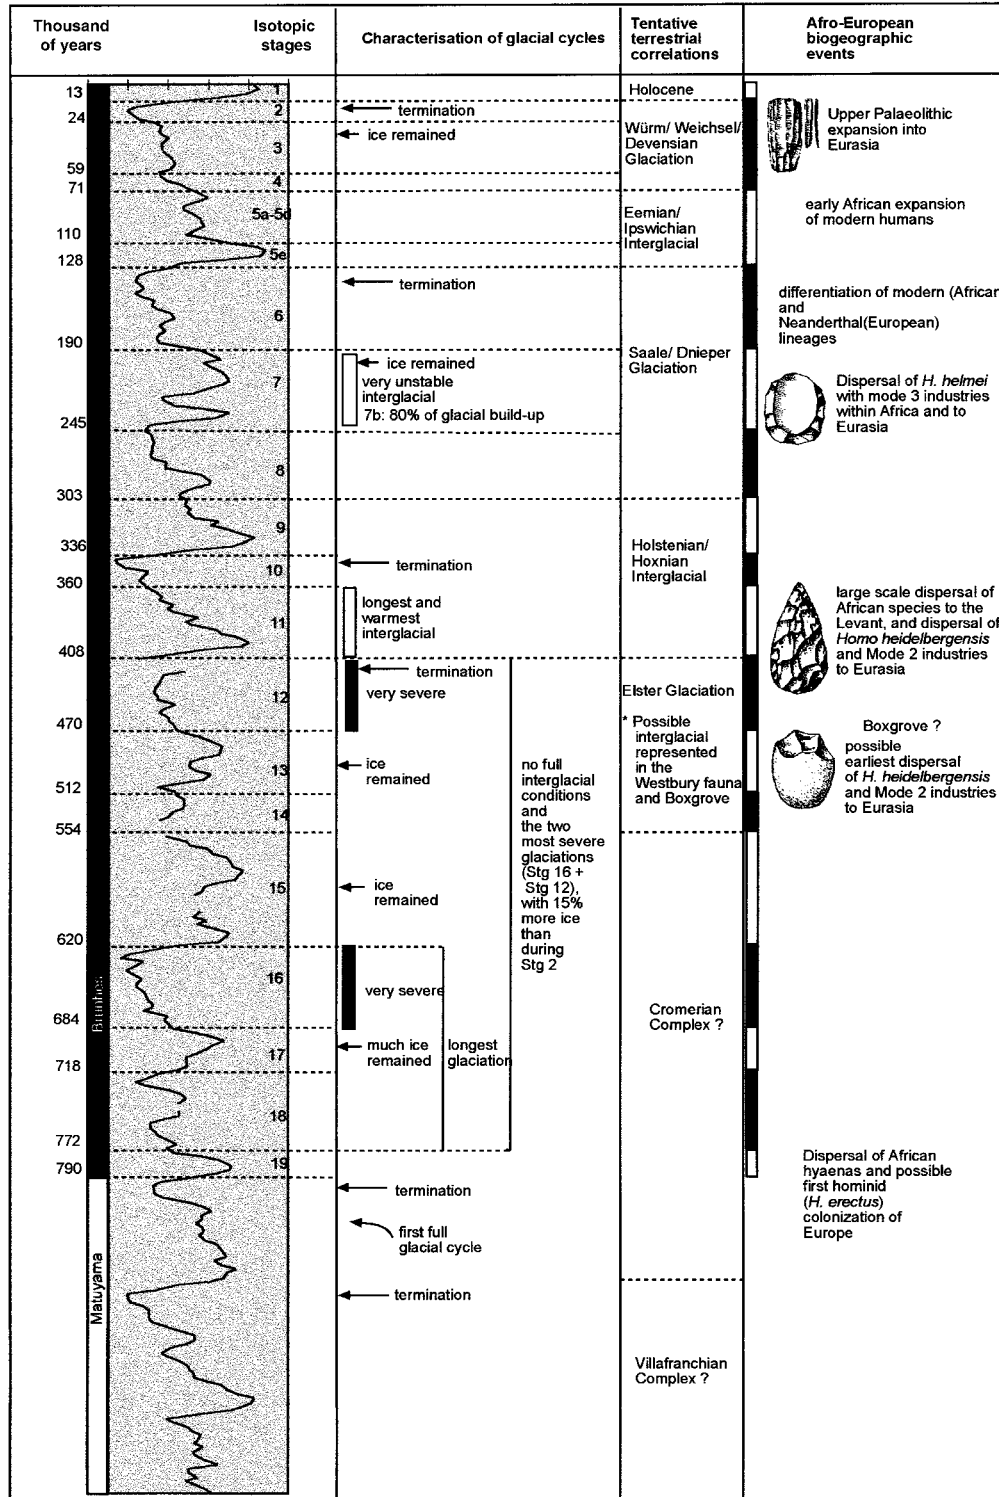 Thousand
of years
Isotopic
stages
Characterisation of glacial cycles
Tentative
terrestrial
correlations
Afro-European
biogeographic
events
13
24
59
71
110
128
190
245
303
336
360
408
470
512
554
620
684
718
772
790
Brunhes
Matuyama
1
2
3
4
5a-5d
5e
6
7
8
9
10
11
12
13
14
15
16
17
18
19
termination
ice remained
termination
ice remained
very unstable
interglacial
7b: 80% of glacial build-up
termination
longest and
warmest
interglacial
termination
very severe
ice
remained
ice
remained
very severe
much ice
remained
longest
glaciation
no full
interglacial
conditions
and
the two
most severe
glaciations
(Stg 16 +
Stg 12),
with 15%
more ice
than
during
Stg 2
termination
first full
glacial cycle
termination
Holocene
Würm/ Weichsel/
Devensian
Glaciation
Eemian/
Ipswichian
Interglacial
Saale/ Dnieper
Glaciation
Holstenian/
Hoxnian
Interglacial
Elster Glaciation
* Possible
interglacial
represented
in the
Westbury fauna
and Boxgrove
Cromerian
Complex ?
Villafranchian
Complex ?
Upper Palaeolithic
expansion into
Eurasia
early African expansion
of modern humans
differentiation of modern (African
and
Neanderthal(European)
lineages
Dispersal of H. helmei
with mode 3 industries
within Africa and to
Eurasia
large scale dispersal of
African species to the
Levant, and dispersal of
Homo heidelbergensis
and Mode 2 industries
to Eurasia
Boxgrove ?
possible
earliest dispersal
of H. heidelbergensis
and Mode 2 industries
to Eurasia
Dispersal of African
hyaenas and possible
first hominid
(H. erectus)
colonization of
Europe